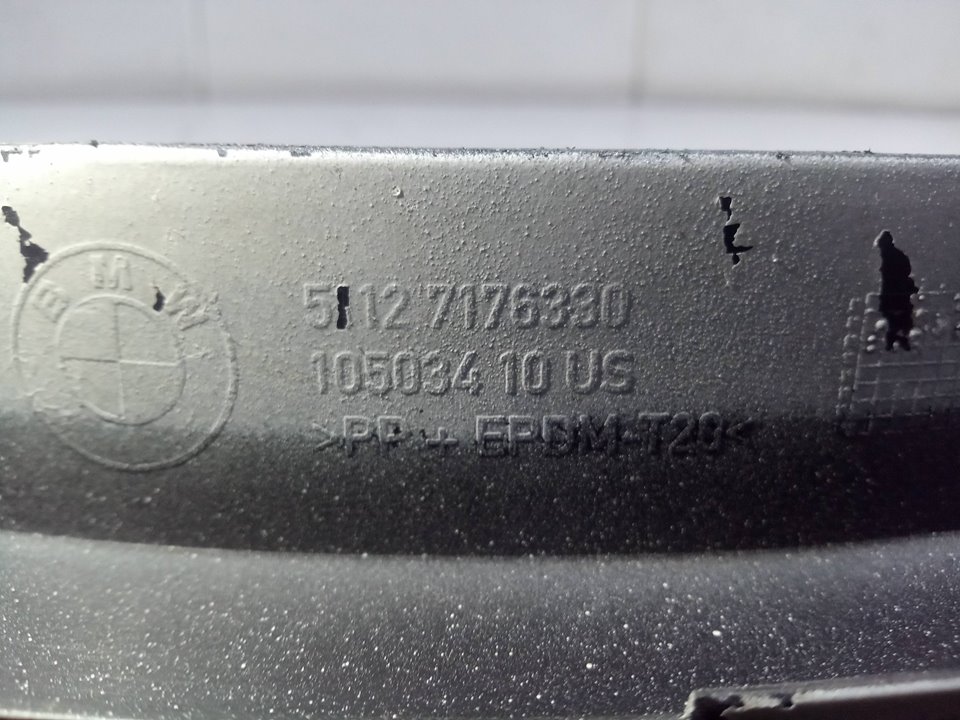 BMW
5112 7176330
105034 10 US
>PP + EPDM-T20<